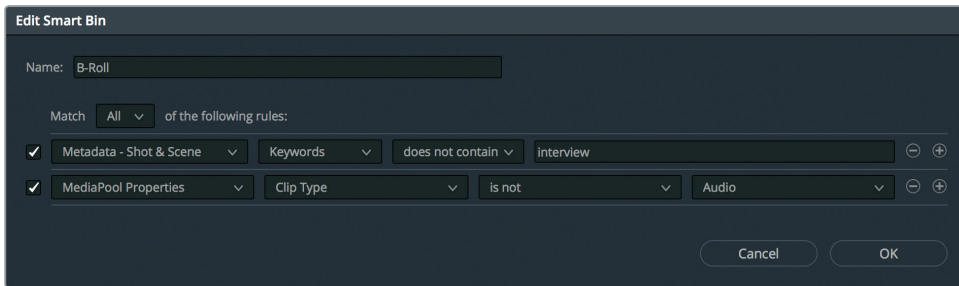 Edit Smart Bin
Name: B-Roll
Match All of the following rules:
Metadata - Shot & Scene Keywords does not contain interview
MediaPool Properties Clip Type is not Audio
Cancel OK